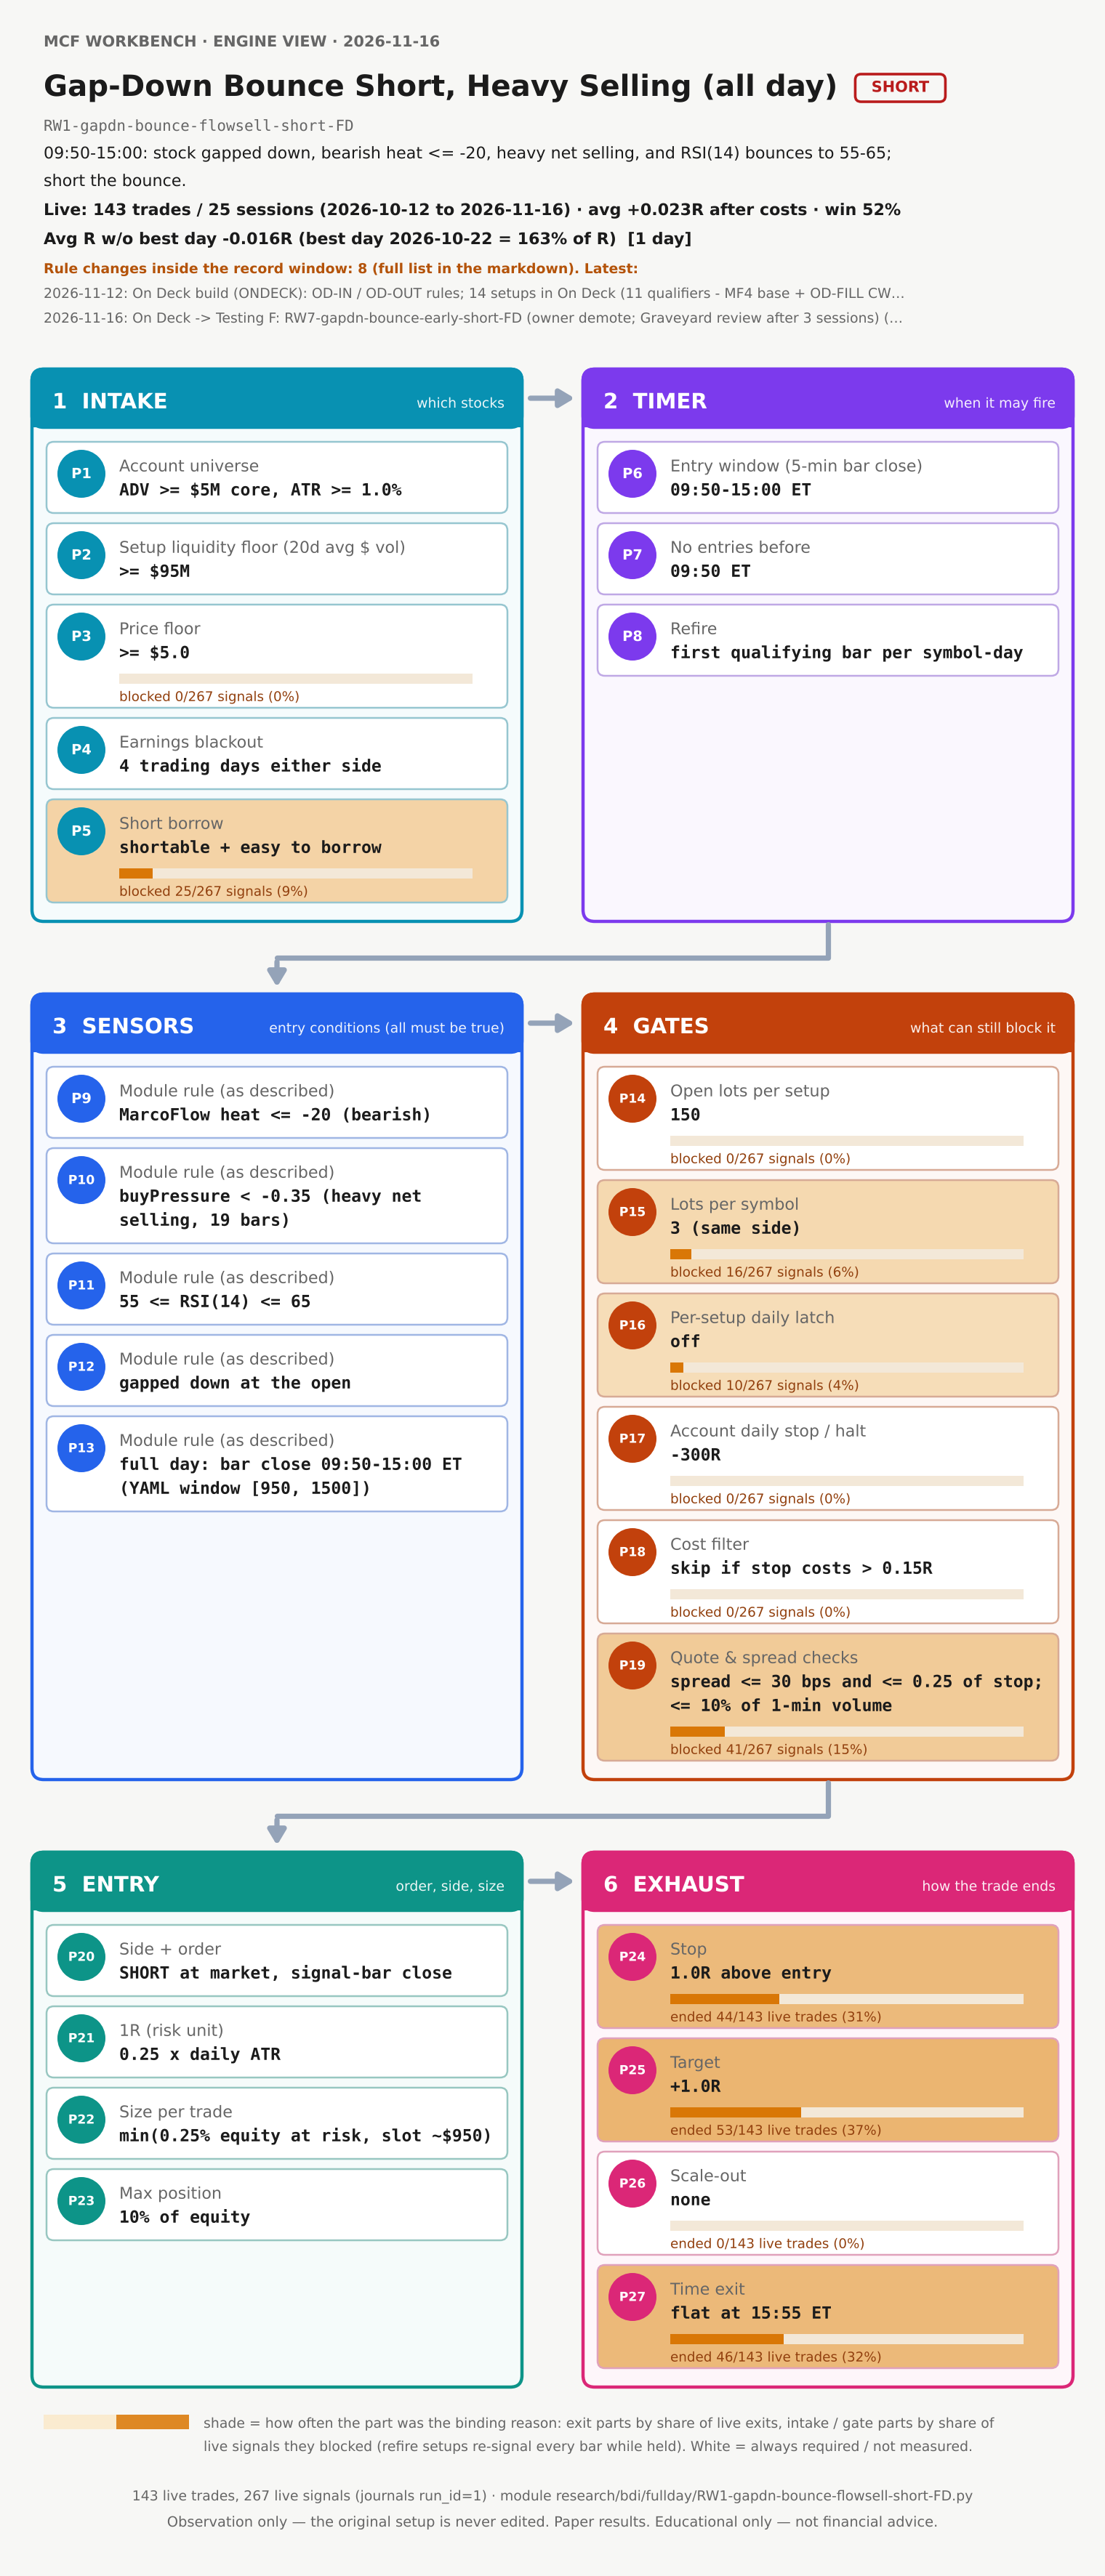 MCF WORKBENCH · ENGINE VIEW · 2026-11-16
Gap-Down Bounce Short, Heavy Selling (all day)
SHORT
RW1-gapdn-bounce-flowsell-short-FD
09:50-15:00: stock gapped down, bearish heat <= -20, heavy net selling, and RSI(14) bounces to 55-65;
short the bounce.
Live: 143 trades / 25 sessions (2026-10-12 to 2026-11-16) · avg +0.023R after costs · win 52%
Avg R w/o best day -0.016R (best day 2026-10-22 = 163% of R)  [1 day]
Rule changes inside the record window: 8 (full list in the markdown). Latest:
2026-11-12: On Deck build (ONDECK): OD-IN / OD-OUT rules; 14 setups in On Deck (11 qualifiers - MF4 base + OD-FILL CW…
2026-11-16: On Deck -> Testing F: RW7-gapdn-bounce-early-short-FD (owner demote; Graveyard review after 3 sessions) (…
1 INTAKE
which stocks
P1
Account universe
ADV >= $5M core, ATR >= 1.0%
P2
Setup liquidity floor (20d avg $ vol)
>= $95M
P3
Price floor
>= $5.0
blocked 0/267 signals (0%)
P4
Earnings blackout
4 trading days either side
P5
Short borrow
shortable + easy to borrow
blocked 25/267 signals (9%)
2 TIMER
when it may fire
P6
Entry window (5-min bar close)
09:50-15:00 ET
P7
No entries before
09:50 ET
P8
Refire
first qualifying bar per symbol-day
3 SENSORS
entry conditions (all must be true)
P9
Module rule (as described)
MarcoFlow heat <= -20 (bearish)
P10
Module rule (as described)
buyPressure < -0.35 (heavy net
selling, 19 bars)
P11
Module rule (as described)
55 <= RSI(14) <= 65
P12
Module rule (as described)
gapped down at the open
P13
Module rule (as described)
full day: bar close 09:50-15:00 ET
(YAML window [950, 1500])
4 GATES
what can still block it
P14
Open lots per setup
150
blocked 0/267 signals (0%)
P15
Lots per symbol
3 (same side)
blocked 16/267 signals (6%)
P16
Per-setup daily latch
off
blocked 10/267 signals (4%)
P17
Account daily stop / halt
-300R
blocked 0/267 signals (0%)
P18
Cost filter
skip if stop costs > 0.15R
blocked 0/267 signals (0%)
P19
Quote & spread checks
spread <= 30 bps and <= 0.25 of stop;
<= 10% of 1-min volume
blocked 41/267 signals (15%)
5 ENTRY
order, side, size
P20
Side + order
SHORT at market, signal-bar close
P21
1R (risk unit)
0.25 x daily ATR
P22
Size per trade
min(0.25% equity at risk, slot ~$950)
P23
Max position
10% of equity
6 EXHAUST
how the trade ends
P24
Stop
1.0R above entry
ended 44/143 live trades (31%)
P25
Target
+1.0R
ended 53/143 live trades (37%)
P26
Scale-out
none
ended 0/143 live trades (0%)
P27
Time exit
flat at 15:55 ET
ended 46/143 live trades (32%)
shade = how often the part was the binding reason: exit parts by share of live exits, intake / gate parts by share of
live signals they blocked (refire setups re-signal every bar while held). White = always required / not measured.
143 live trades, 267 live signals (journals run_id=1) · module research/bdi/fullday/RW1-gapdn-bounce-flowsell-short-FD.py
Observation only — the original setup is never edited. Paper results. Educational only — not financial advice.